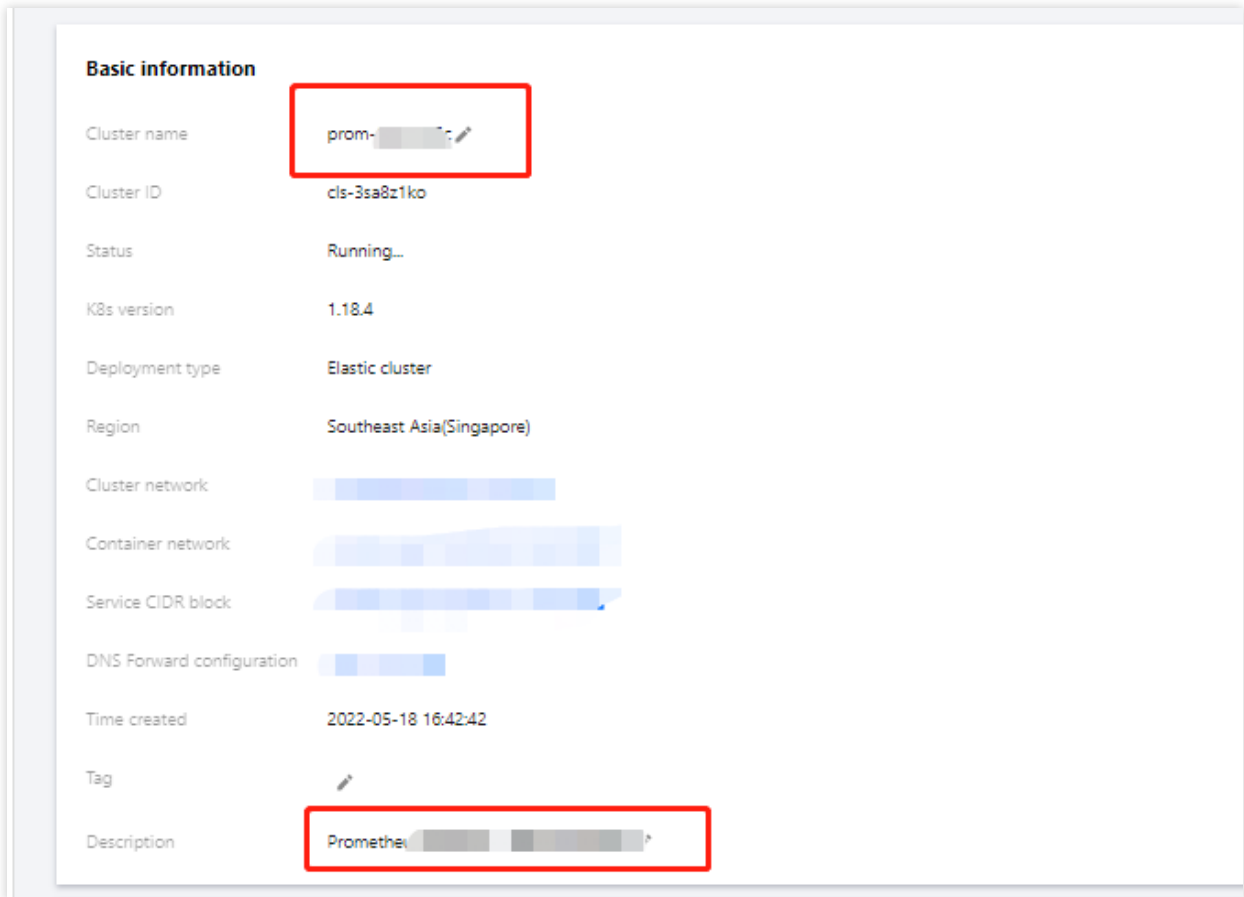 Basic information
Cluster name prom-
Cluster ID cls-3sa8z1ko
Status Running...
K8s version 1.18.4
Deployment type Elastic cluster
Region Southeast Asia(Singapore)
Cluster network
Container network
Service CIDR block
DNS Forward configuration
Time created 2022-05-18 16:42:42
Tag
Description